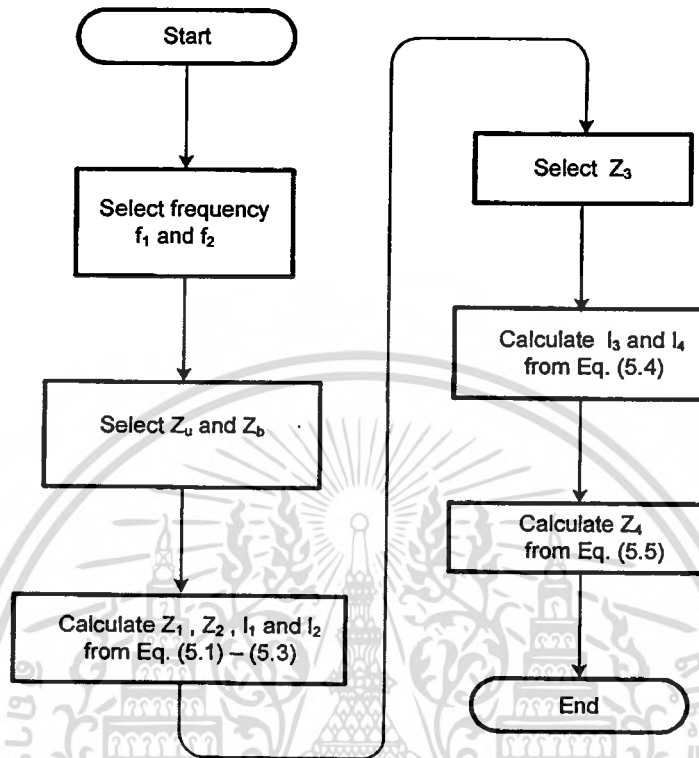 Start
Select frequency
f₁ and f₂
Select Zᵤ and Z_b
Calculate Z₁ , Z₂ , l₁ and l₂
from Eq. (5.1) – (5.3)
Select Z₃
Calculate l₃ and l₄
from Eq. (5.4)
Calculate Z₄
from Eq. (5.5)
End